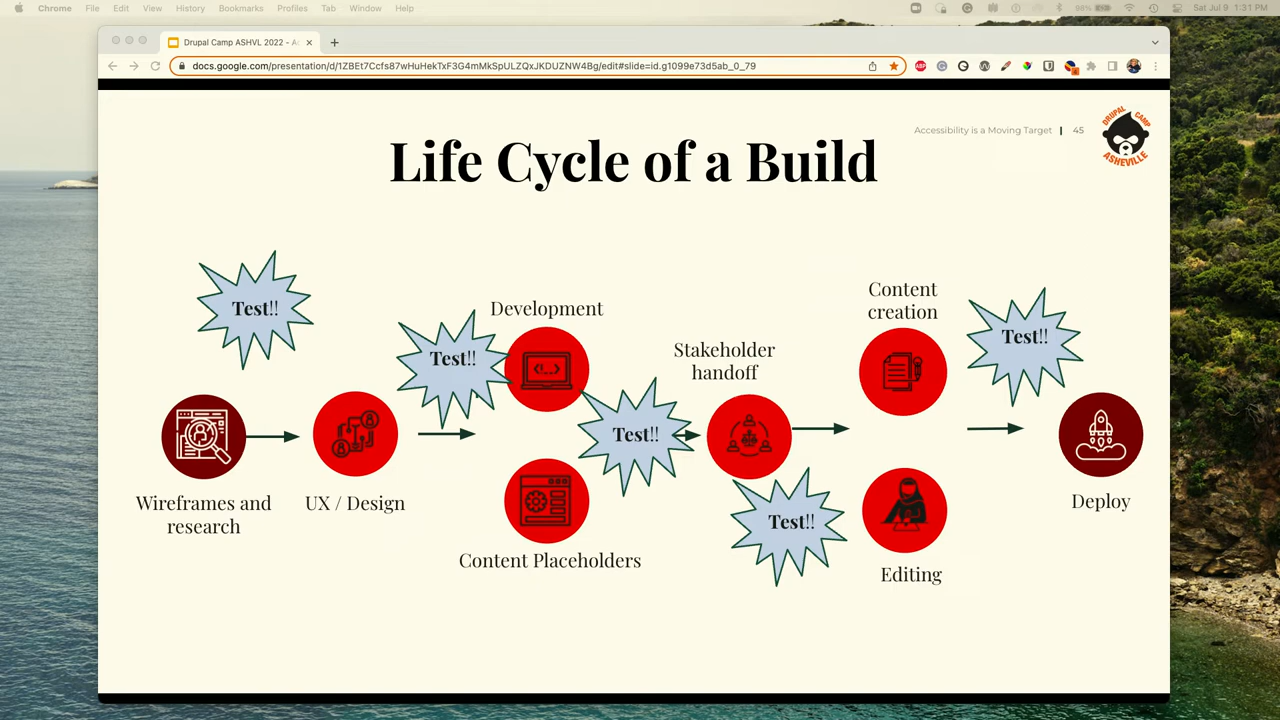 Chrome File Edit View History Bookmarks Profiles Tab Window Help
98% Sat Jul 9 1:31 PM
Drupal Camp ASHVL 2022 - A
docs.google.com/presentation/d/1ZBEt7Ccfs87wHuHekTxF3G4mMkSpULZQxJKDUZNW4Bg/edit#slide=id.g1099e73d5ab_0_79
Accessibility is a Moving Target | 45
DRUPAL CAMP
ASHEVILLE
Life Cycle of a Build
Test!!
Wireframes and
research
UX / Design
Test!!
Development
Content Placeholders
Test!!
Stakeholder
handoff
Test!!
Content
creation
Editing
Test!!
Deploy